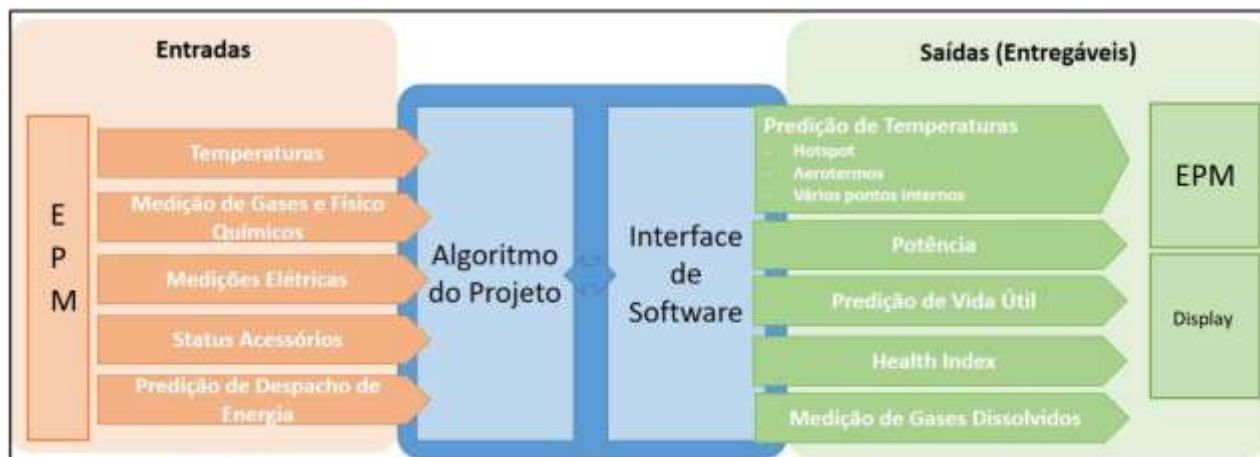 Entradas
Saídas (Entregáveis)
E
P
M
Temperaturas
Medição de Gases e Físico
Químicos
Medições Elétricas
Status Acessórios
Predição de Despacho de
Energia
Algoritmo
do Projeto
Interface
de
Software
Predição de Temperaturas
- Hotspot
- Aerotermos
- Vários pontos internos
Potência
Predição de Vida Útil
Health Index
Medição de Gases Dissolvidos
EPM
Display